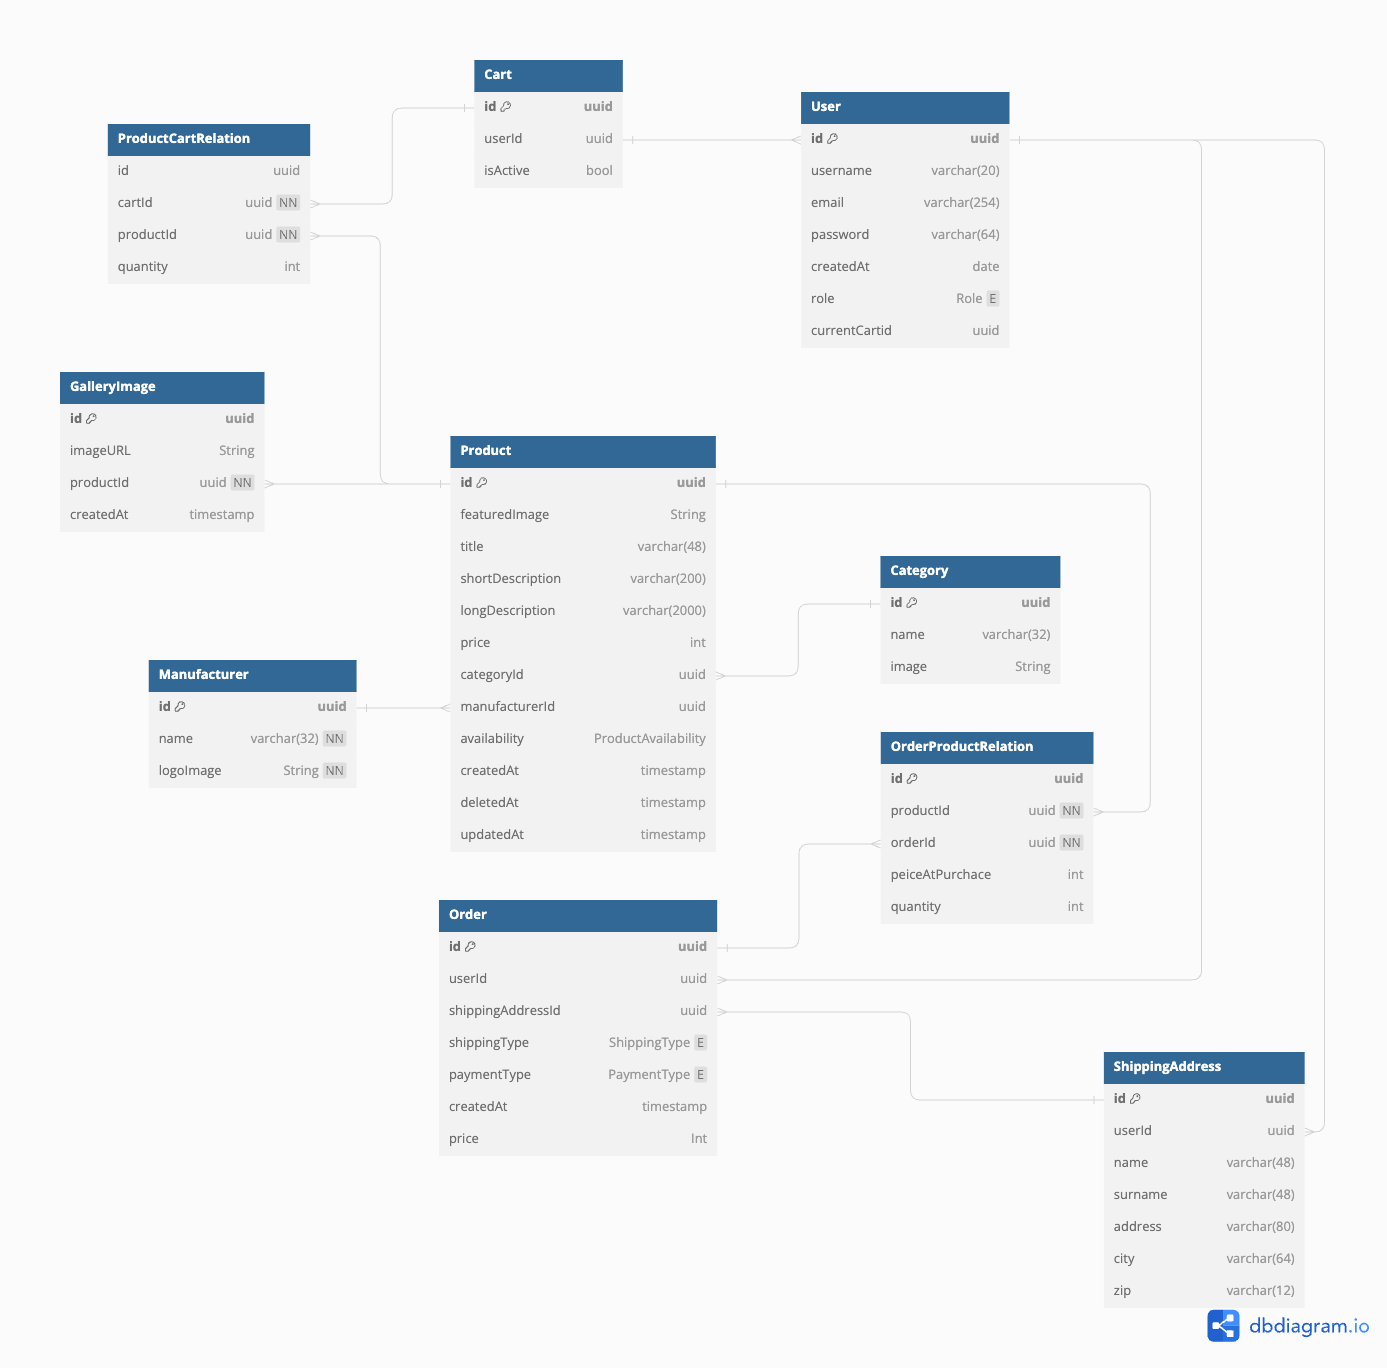 Cart
id uuid
userId uuid
isActive bool
User
id uuid
username varchar(20)
email varchar(254)
password varchar(64)
createdAt date
role Role E
currentCartid uuid
ProductCartRelation
id uuid
cartId uuid NN
productId uuid NN
quantity int
GalleryImage
id uuid
imageURL String
productId uuid NN
createdAt timestamp
Product
id uuid
featuredImage String
title varchar(48)
shortDescription varchar(200)
longDescription varchar(2000)
price int
categoryId uuid
manufacturerId uuid
availability ProductAvailability
createdAt timestamp
deletedAt timestamp
updatedAt timestamp
Category
id uuid
name varchar(32)
image String
Manufacturer
id uuid
name varchar(32) NN
logoImage String NN
OrderProductRelation
id uuid
productId uuid NN
orderId uuid NN
peiceAtPurchace int
quantity int
Order
id uuid
userId uuid
shippingAddressId uuid
shippingType ShippingType E
paymentType PaymentType E
createdAt timestamp
price Int
ShippingAddress
id uuid
userId uuid
name varchar(48)
surname varchar(48)
address varchar(80)
city varchar(64)
zip varchar(12)
dbdiagram.io